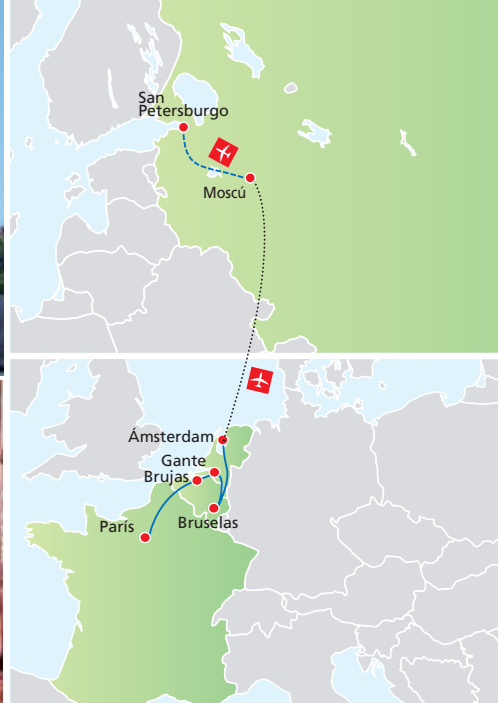 San
Petersburgo
Moscú
Ámsterdam
Gante
Brujas
París
Bruselas